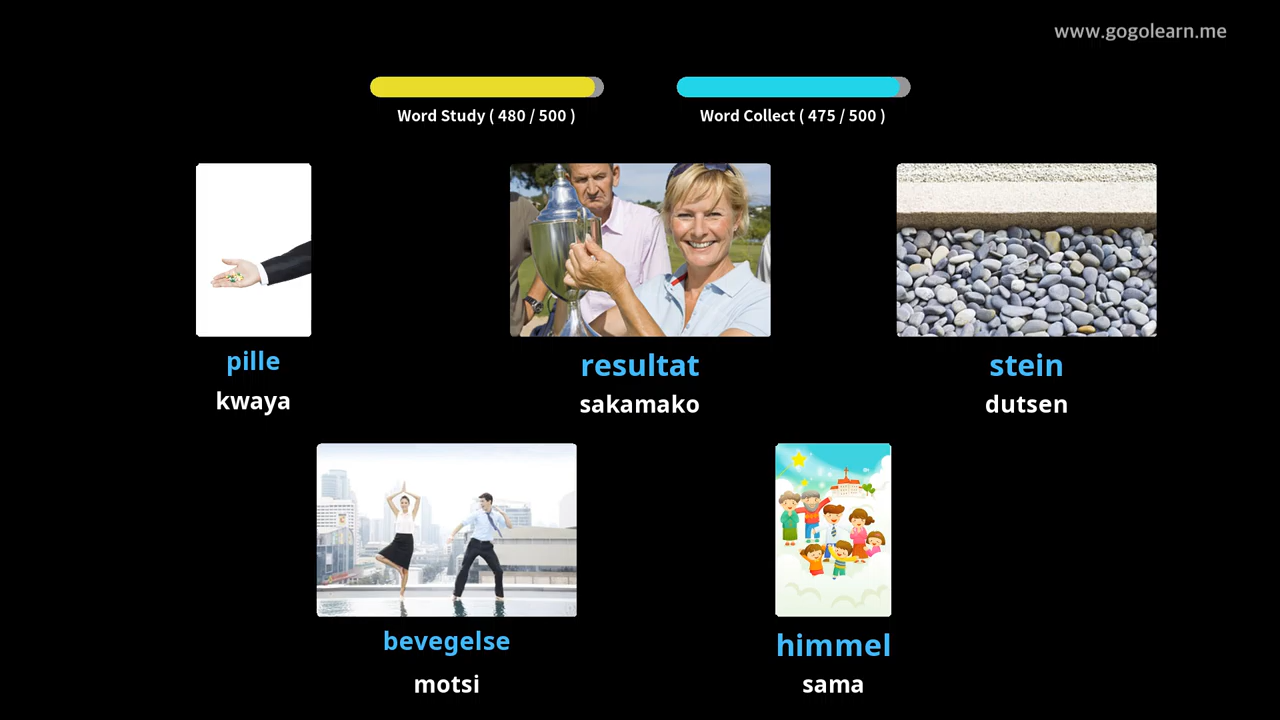 www.gogolearn.me
Word Study ( 480 / 500 )
Word Collect ( 475 / 500 )
pille
kwaya
resultat
sakamako
stein
dutsen
bevegelse
motsi
himmel
sama